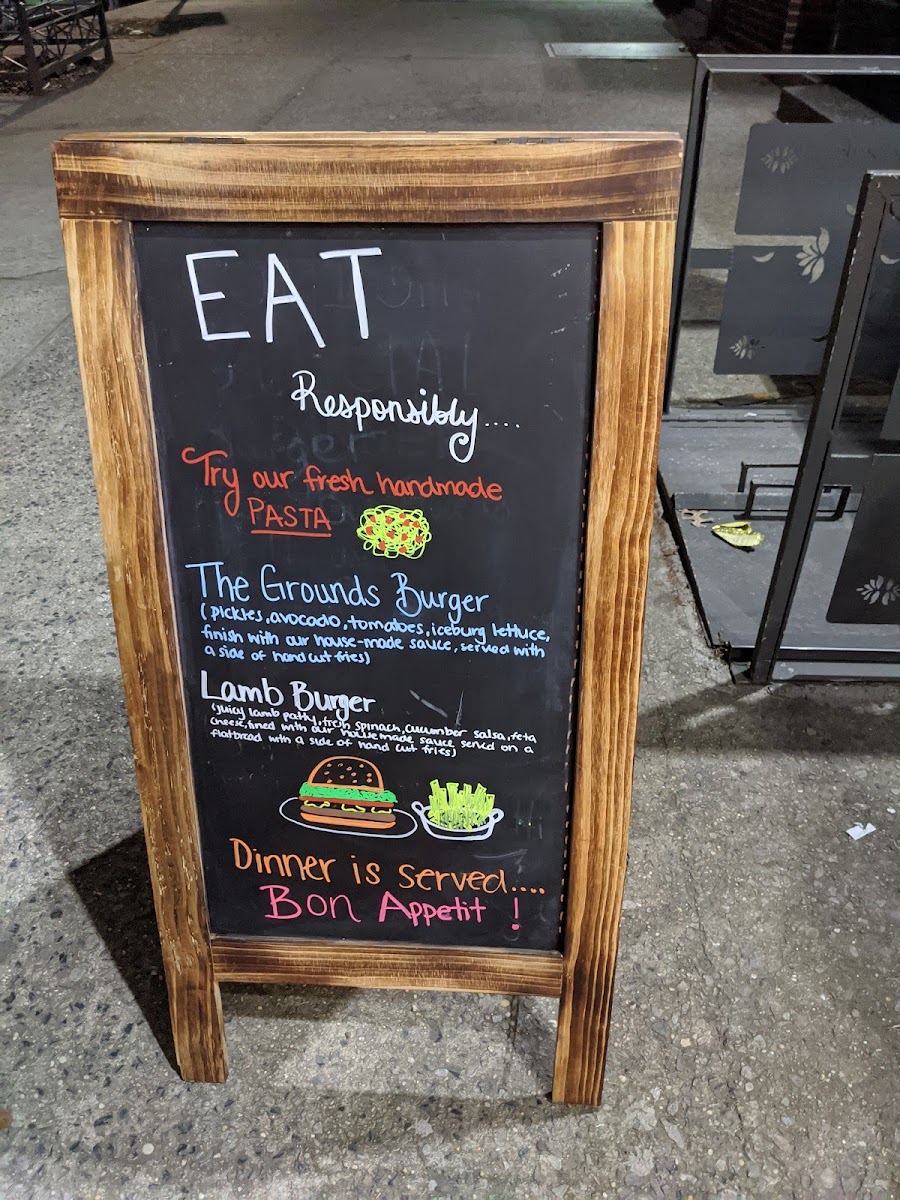 EAT
Responsibly....
Try our fresh handmade
PASTA
The Grounds Burger
(pickles, avocado, tomatoes, iceburg lettuce,
finish with our house-made sauce, served with
a side of hand cut fries)
Lamb Burger
(juicy lamb patty, fresh spinach, cucumber salsa, feta
cheese, fined with our house made sauce served on a
flatbread with a side of hand cut fries)
Dinner is served....
Bon Appetit !